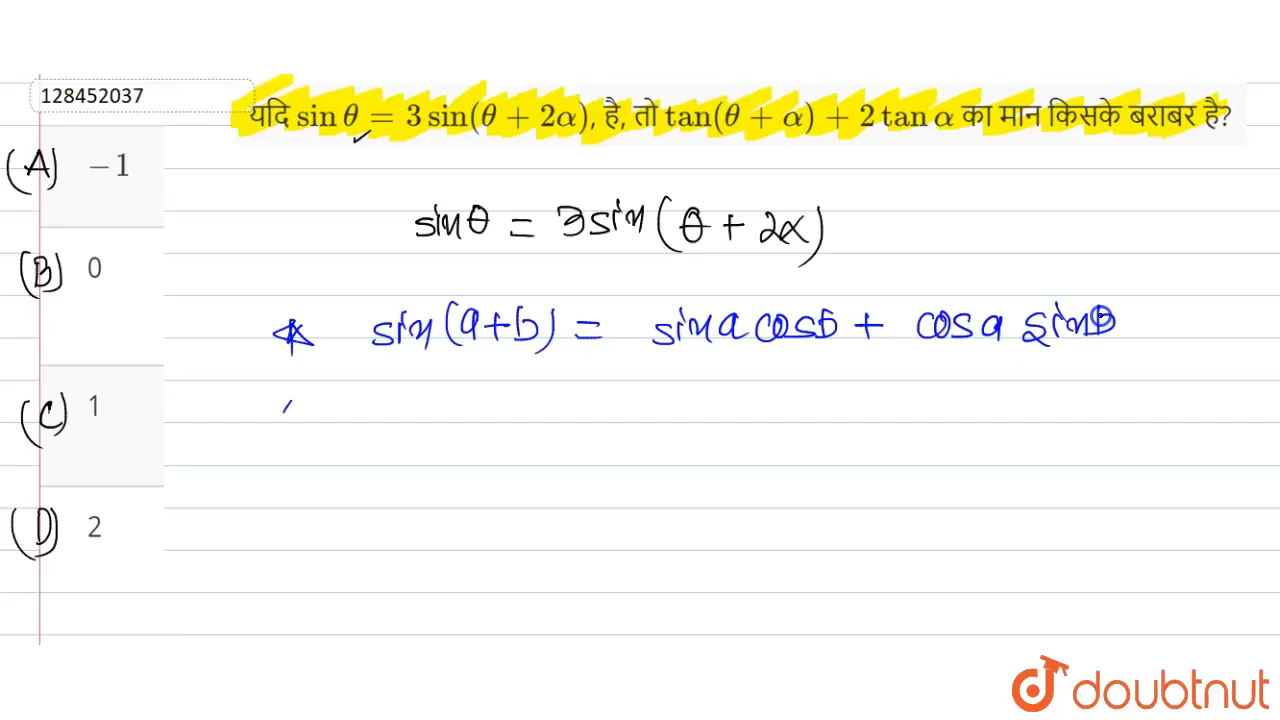 128452037
यदि sin θ = 3 sin(θ + 2α), है, तो tan(θ + α) + 2 tan α का मान किसके बराबर है?
(A) −1
sinθ = 3sin(θ + 2α)
(B) 0
* sin(a+b) = sina cosb + cosa sinb
(C) 1
(D) 2
doubtnut